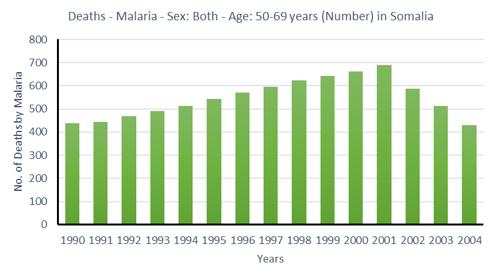 Deaths - Malaria - Sex: Both - Age: 50-69 years (Number) in Somalia
No. of Deaths by Malaria
800
700
600
500
400
300
200
100
0
1990 1991 1992 1993 1994 1995 1996 1997 1998 1999 2000 2001 2002 2003 2004
Years